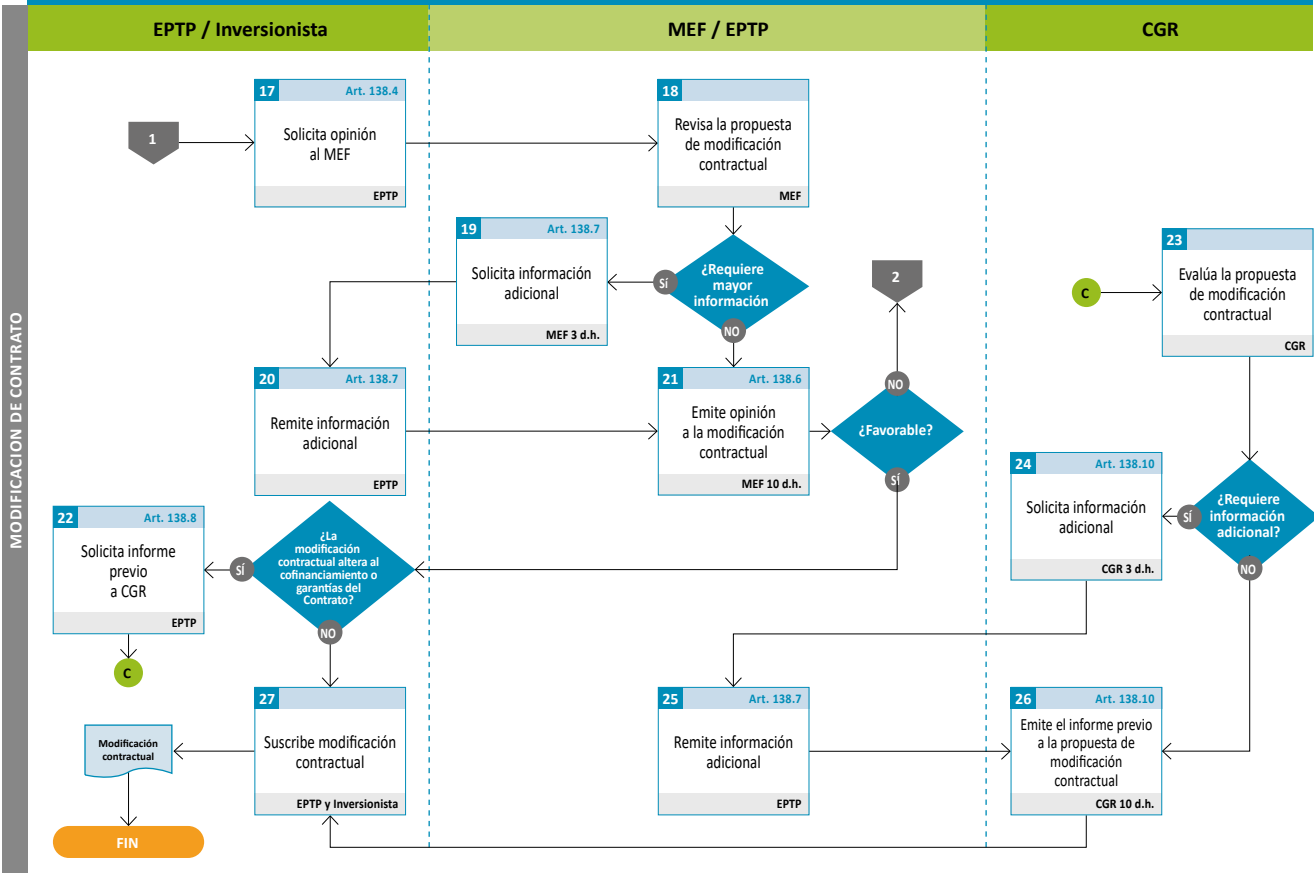 EPTP / Inversionista
MEF / EPTP
CGR
MODIFICACION DE CONTRATO
1
17 Art. 138.4
Solicita opinión
al MEF
EPTP
18
Revisa la propuesta
de modificación
contractual
MEF
19 Art. 138.7
Solicita información
adicional
MEF 3 d.h.
¿Requiere
mayor
información
Sí
NO
2
20 Art. 138.7
Remite información
adicional
EPTP
21 Art. 138.6
Emite opinión
a la modificación
contractual
MEF 10 d.h.
¿Favorable?
NO
SÍ
22 Art. 138.8
Solicita informe
previo
a CGR
EPTP
C
¿La
modificación
contractual altera al
cofinanciamiento o
garantías del
Contrato?
SÍ
NO
C
23
Evalúa la propuesta
de modificación
contractual
CGR
24 Art. 138.10
Solicita información
adicional
CGR 3 d.h.
¿Requiere
información
adicional?
SÍ
NO
25 Art. 138.7
Remite información
adicional
EPTP
26 Art. 138.10
Emite el informe previo
a la propuesta de
modificación
contractual
CGR 10 d.h.
27
Suscribe modificación
contractual
EPTP y Inversionista
Modificación
contractual
FIN